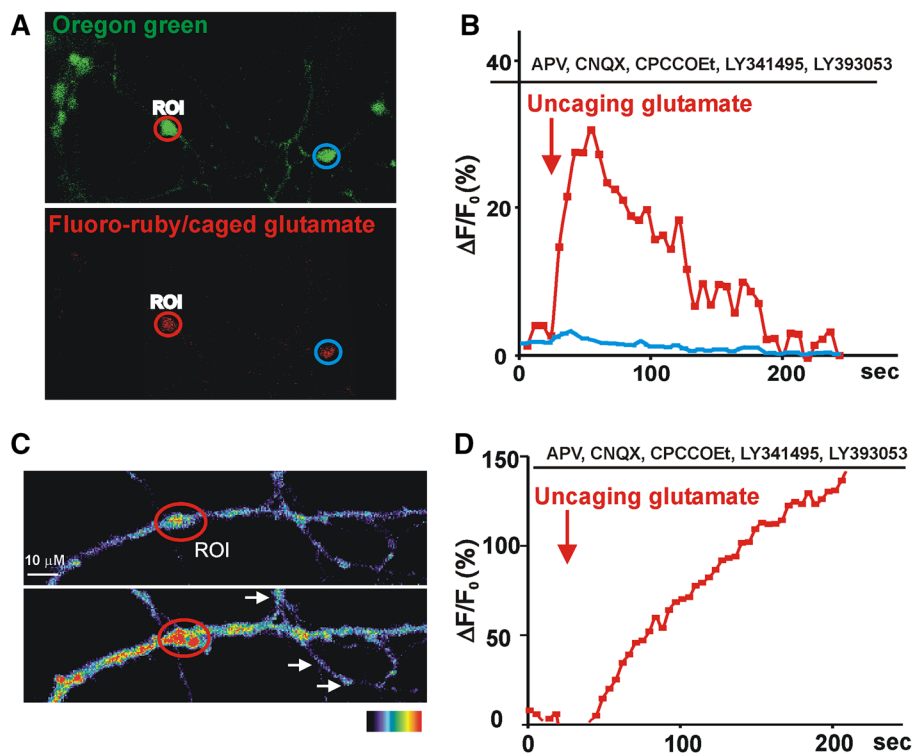 A
Oregon green
ROI
Fluoro-ruby/caged glutamate
ROI
B
APV, CNQX, CPCCOEt, LY341495, LY393053
Uncaging glutamate
ΔF/F0 (%)
40
20
0
0 100 200 sec
C
ROI
10 μM
D
APV, CNQX, CPCCOEt, LY341495, LY393053
Uncaging glutamate
ΔF/F0 (%)
150
100
50
0
0 100 200 sec